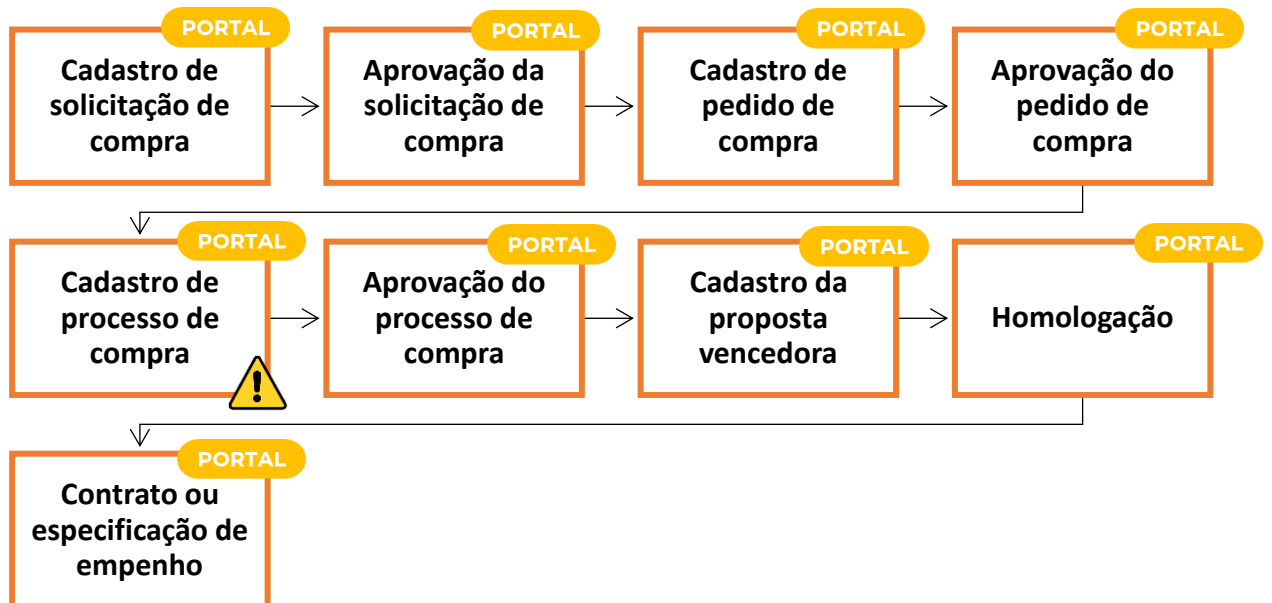 PORTAL
Cadastro de
solicitação de
compra
PORTAL
Aprovação da
solicitação de
compra
PORTAL
Cadastro de
pedido de
compra
PORTAL
Aprovação do
pedido de
compra
PORTAL
Cadastro de
processo de
compra
!
PORTAL
Aprovação do
processo de
compra
PORTAL
Cadastro da
proposta
vencedora
PORTAL
Homologação
PORTAL
Contrato ou
especificação de
empenho